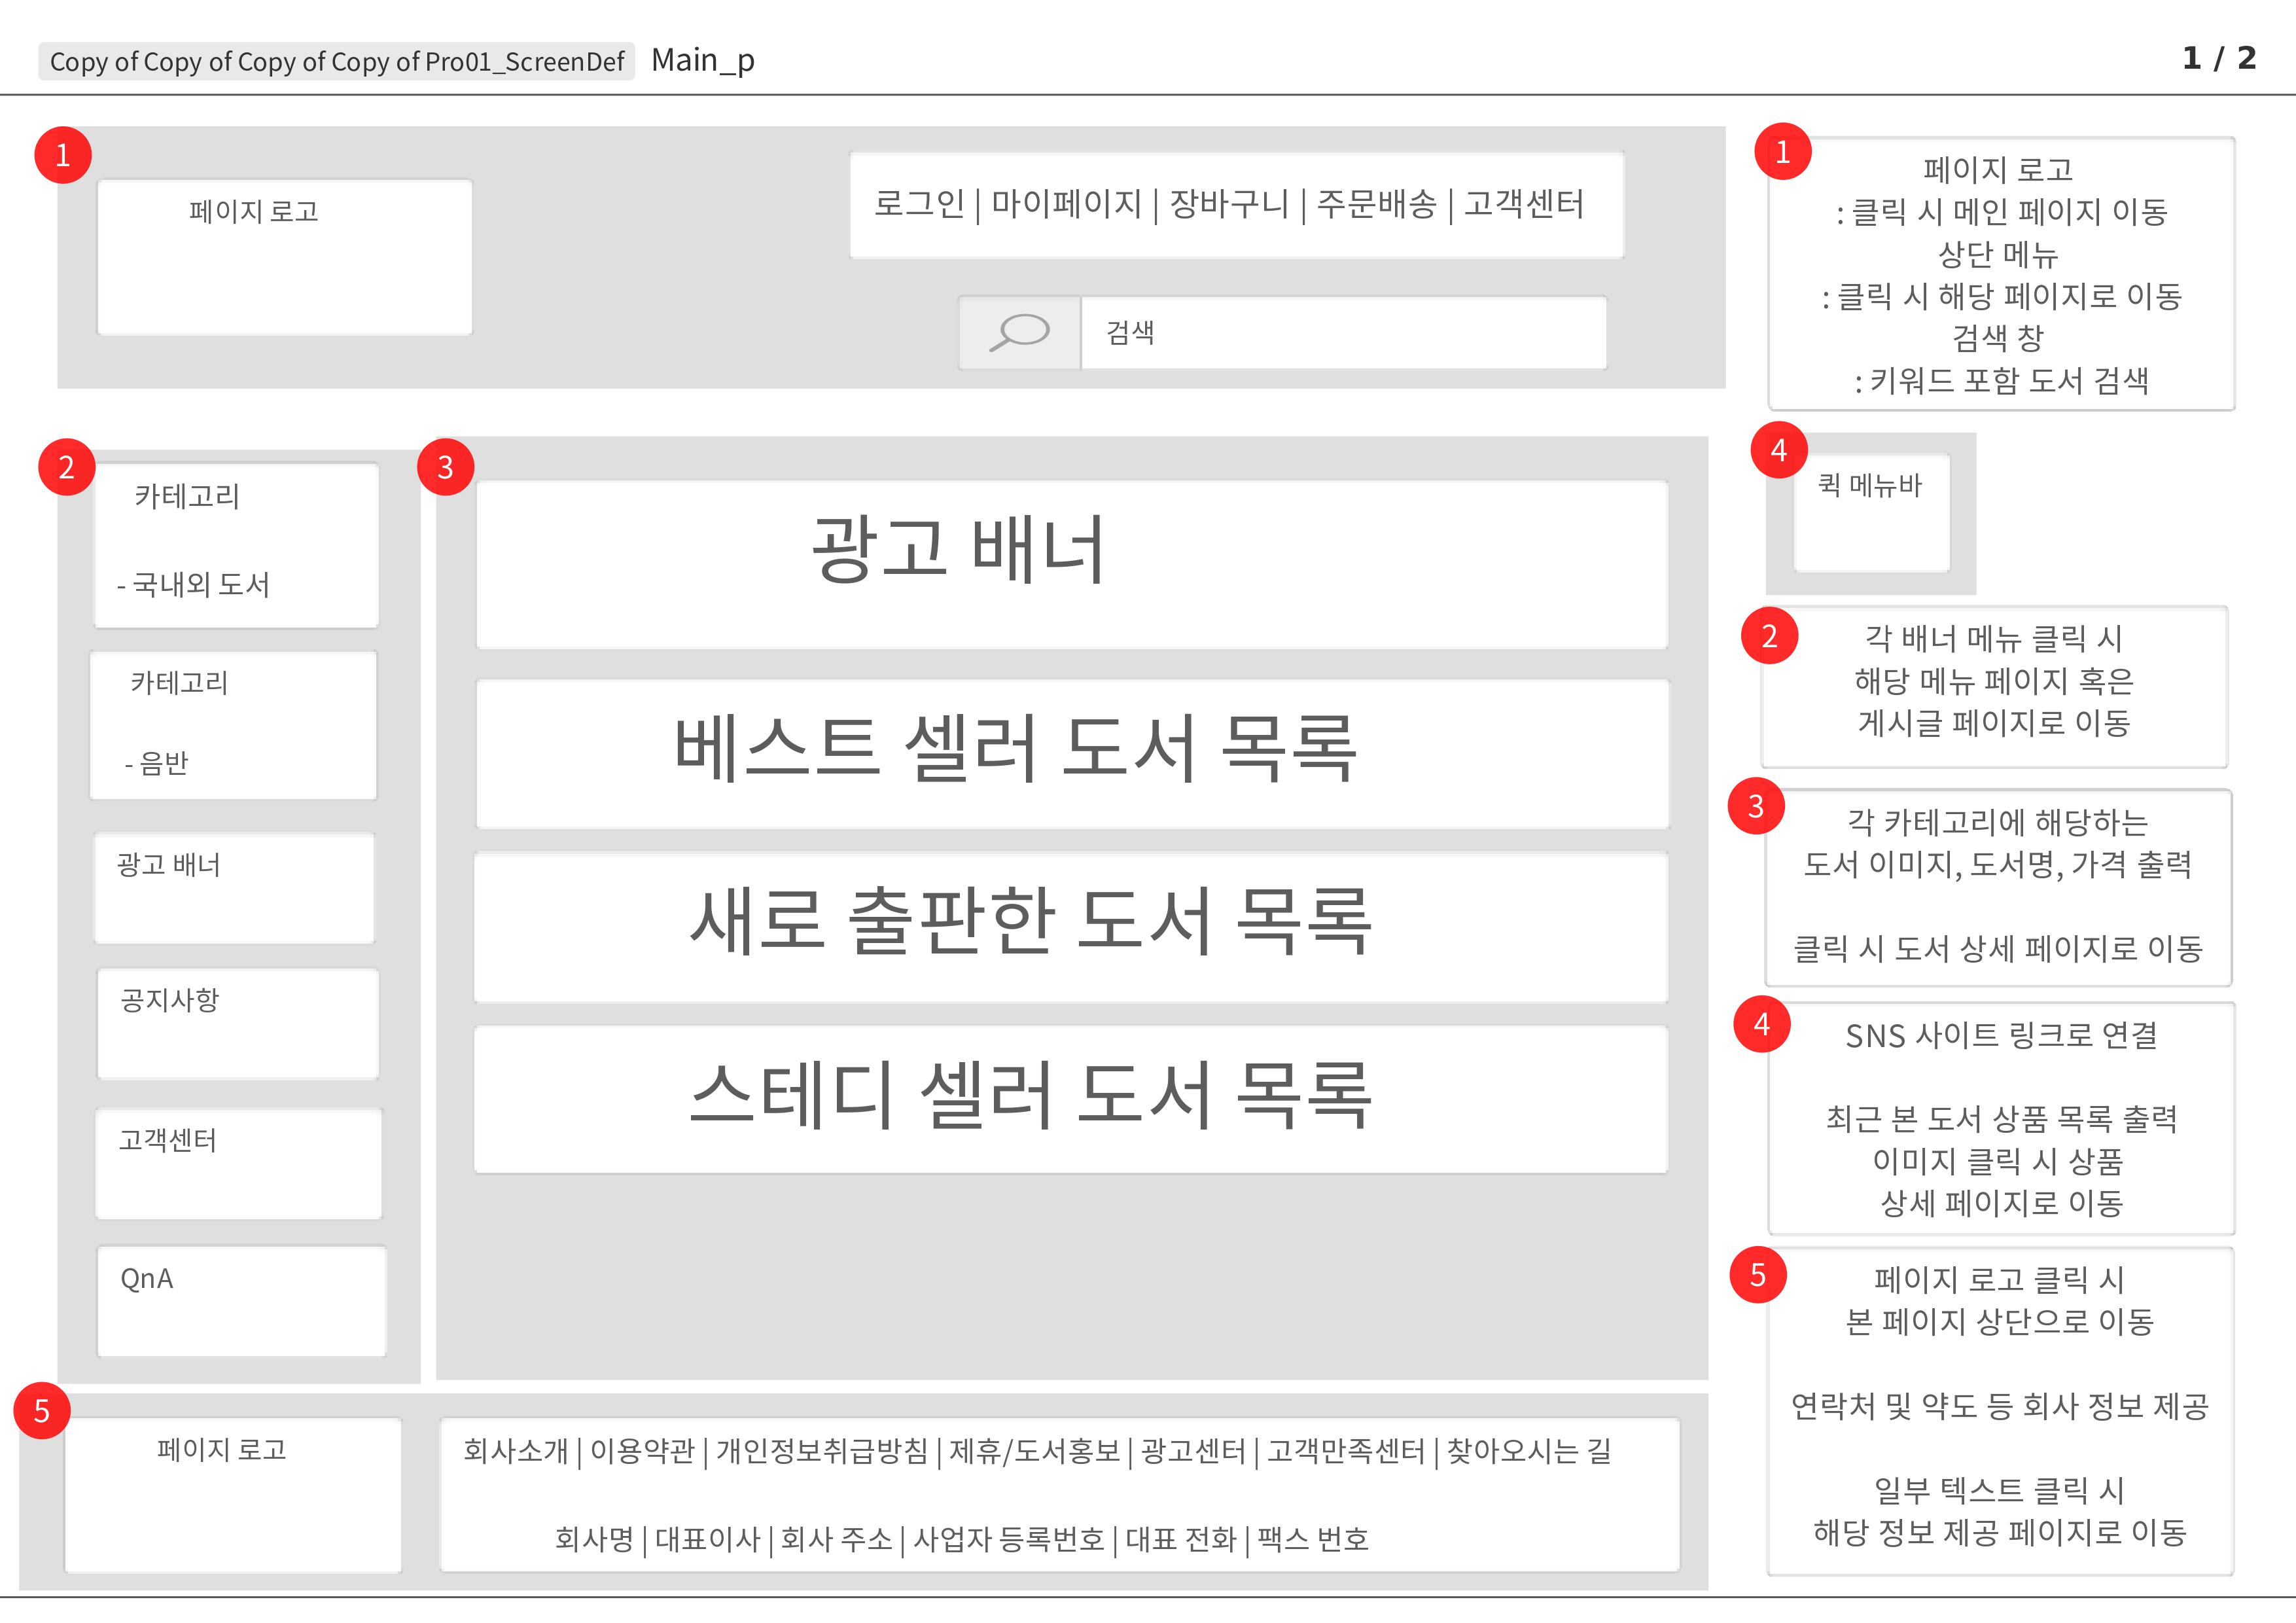 Copy of Copy of Copy of Copy of Pro01_ScreenDef Main_p
1 / 2
1
페이지 로고
로그인 | 마이페이지 | 장바구니 | 주문배송 | 고객센터
검색
1
페이지 로고
: 클릭 시 메인 페이지 이동
상단 메뉴
: 클릭 시 해당 페이지로 이동
검색 창
: 키워드 포함 도서 검색
2
카테고리
- 국내외 도서
카테고리
- 음반
광고 배너
공지사항
고객센터
QnA
3
광고 배너
베스트 셀러 도서 목록
새로 출판한 도서 목록
스테디 셀러 도서 목록
4
퀵 메뉴바
2
각 배너 메뉴 클릭 시
해당 메뉴 페이지 혹은
게시글 페이지로 이동
3
각 카테고리에 해당하는
도서 이미지, 도서명, 가격 출력
클릭 시 도서 상세 페이지로 이동
4
SNS 사이트 링크로 연결
최근 본 도서 상품 목록 출력
이미지 클릭 시 상품
상세 페이지로 이동
5
페이지 로고 클릭 시
본 페이지 상단으로 이동
연락처 및 약도 등 회사 정보 제공
일부 텍스트 클릭 시
해당 정보 제공 페이지로 이동
5
페이지 로고
회사소개 | 이용약관 | 개인정보취급방침 | 제휴/도서홍보 | 광고센터 | 고객만족센터 | 찾아오시는 길
회사명 | 대표이사 | 회사 주소 | 사업자 등록번호 | 대표 전화 | 팩스 번호